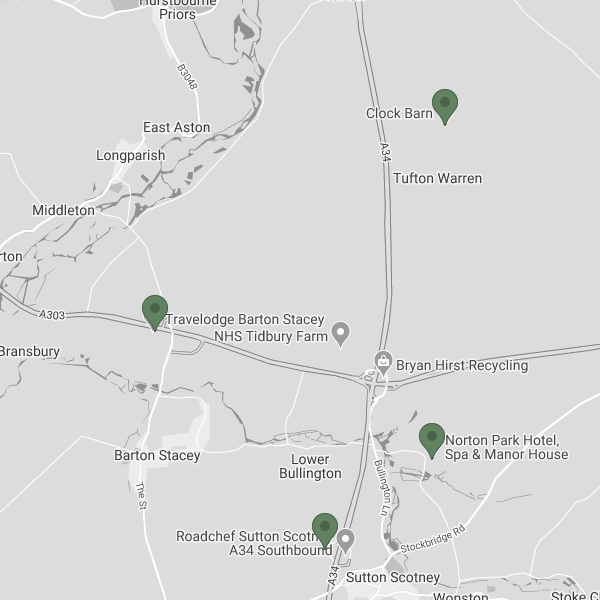 Hurstbourne
Priors
B3048
Clock Barn
East Aston
A34
Longparish
Tufton Warren
Middleton
rton
A303
Travelodge Barton Stacey
NHS Tidbury Farm
Bransbury
Bryan Hirst Recycling
Norton Park Hotel,
Spa & Manor House
Barton Stacey
Lower
Bullington
The St
Bullington Ln
Roadchef Sutton Scotn
A34 Southbound
Stockbridge Rd
A34
Sutton Scotney
Wonston
Stoke C